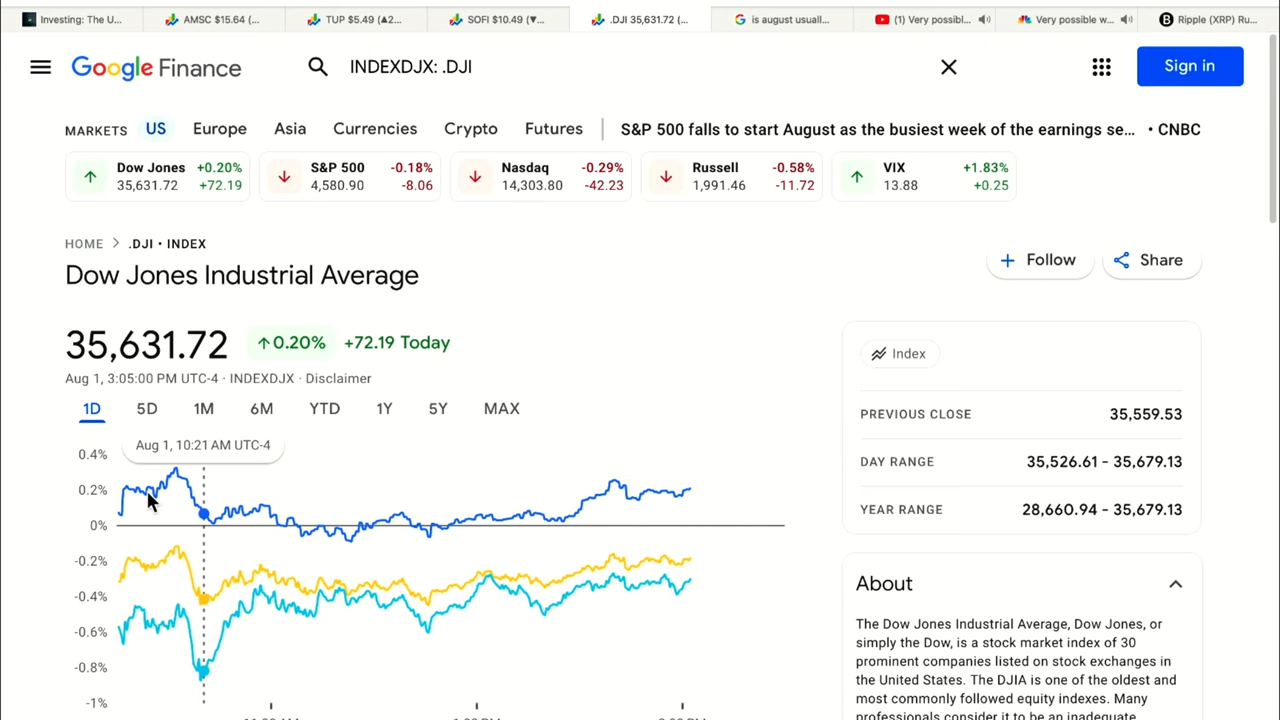 Investing: The U...
AMSC $15.64 (...
TUP $5.49 (▲2...
SOFI $10.49 (▼...
.DJI 35,631.72 (...
is august usuall...
(1) Very possibl...
Very possible w...
Ripple (XRP) Ru...
Google Finance
INDEXDJX: .DJI
Sign in
MARKETS US Europe Asia Currencies Crypto Futures
S&P 500 falls to start August as the busiest week of the earnings se... • CNBC
Dow Jones +0.20%
35,631.72 +72.19
S&P 500 -0.18%
4,580.90 -8.06
Nasdaq -0.29%
14,303.80 -42.23
Russell -0.58%
1,991.46 -11.72
VIX +1.83%
13.88 +0.25
HOME > .DJI • INDEX
Dow Jones Industrial Average
+ Follow
Share
35,631.72 ↑0.20% +72.19 Today
Aug 1, 3:05:00 PM UTC-4 · INDEXDJX · Disclaimer
1D 5D 1M 6M YTD 1Y 5Y MAX
Aug 1, 10:21 AM UTC-4
0.4%
0.2%
0%
-0.2%
-0.4%
-0.6%
-0.8%
-1%
Index
PREVIOUS CLOSE 35,559.53
DAY RANGE 35,526.61 - 35,679.13
YEAR RANGE 28,660.94 - 35,679.13
About
The Dow Jones Industrial Average, Dow Jones, or
simply the Dow, is a stock market index of 30
prominent companies listed on stock exchanges in
the United States. The DJIA is one of the oldest and
most commonly followed equity indexes. Many
professionals consider it to be an inadequate